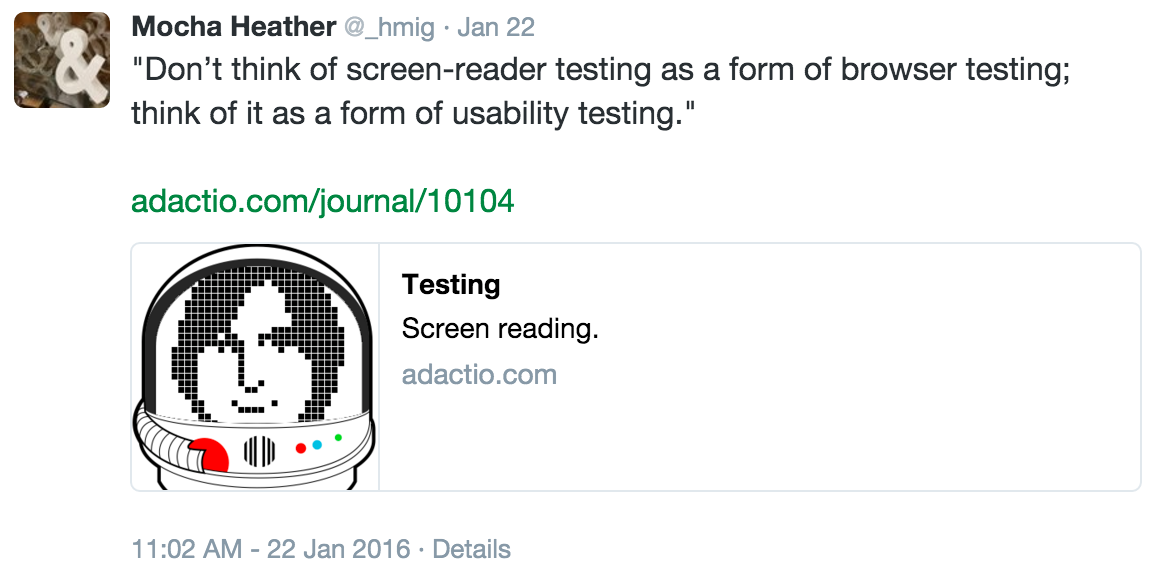 Mocha Heather @_hmig · Jan 22
"Don’t think of screen-reader testing as a form of browser testing;
think of it as a form of usability testing."
adactio.com/journal/10104
Testing
Screen reading.
adactio.com
11:02 AM - 22 Jan 2016 · Details